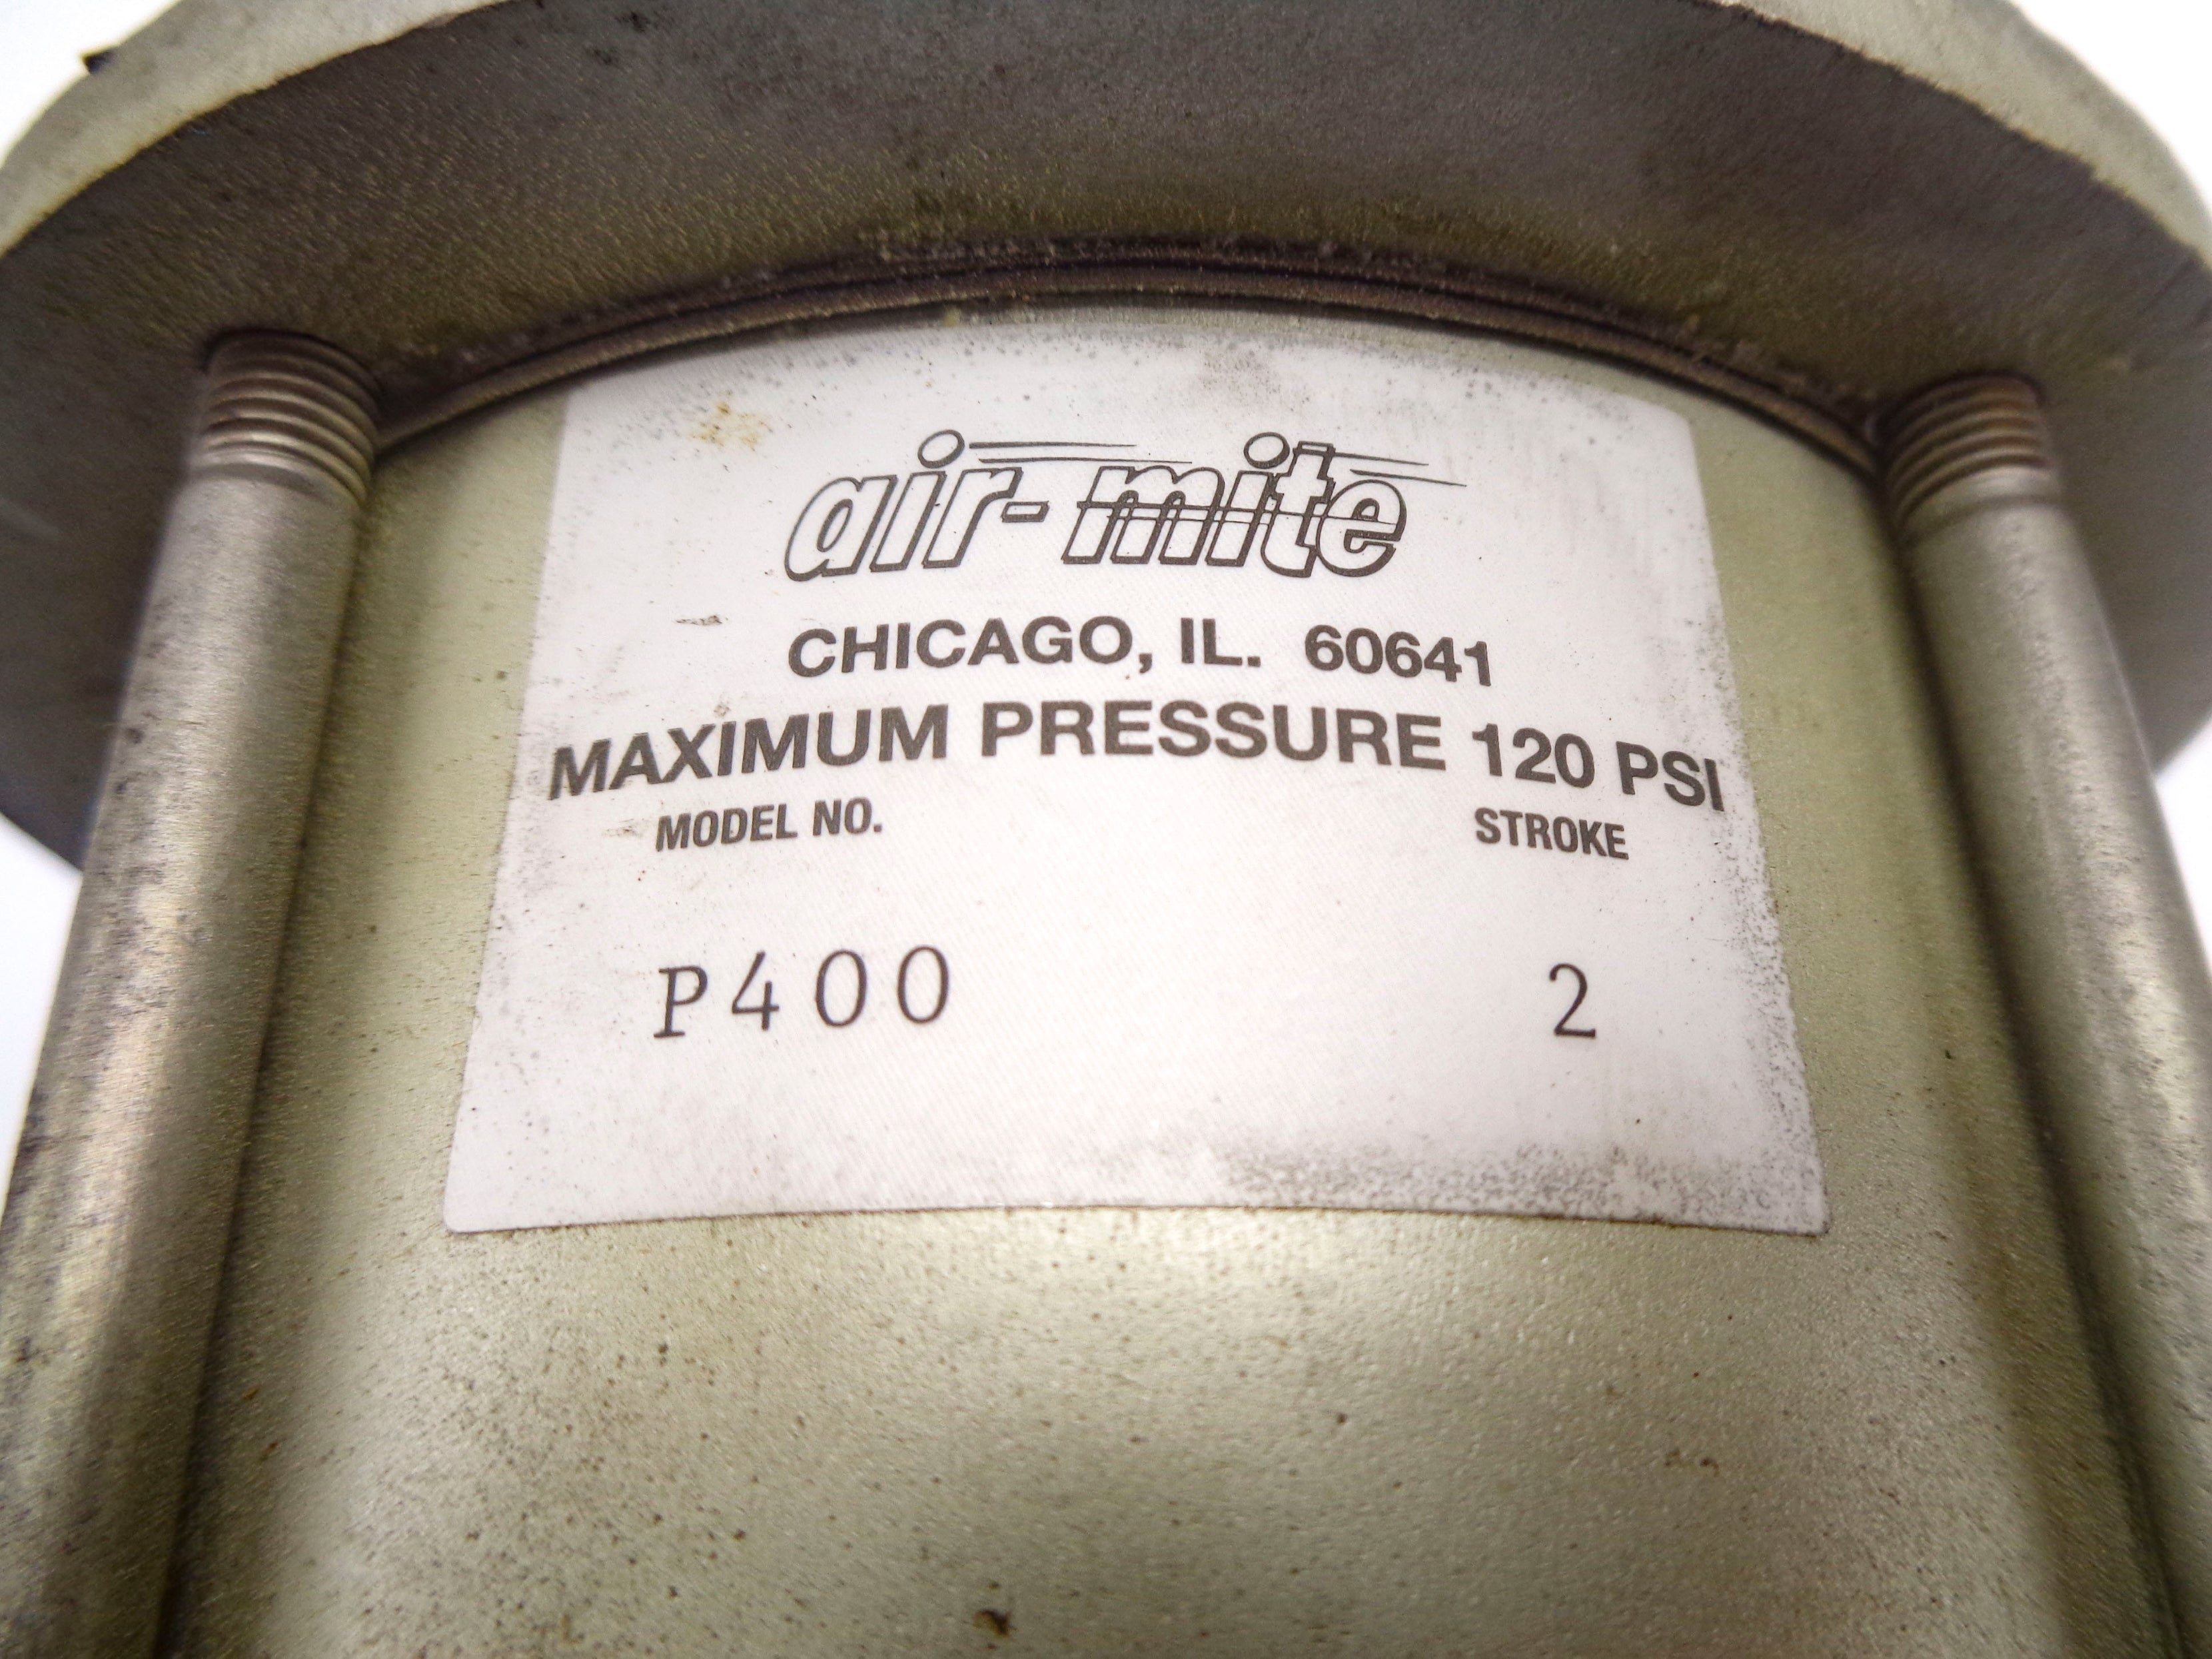 air-mite
CHICAGO, IL. 60641
MAXIMUM PRESSURE 120 PSI
MODEL NO. STROKE
P400 2